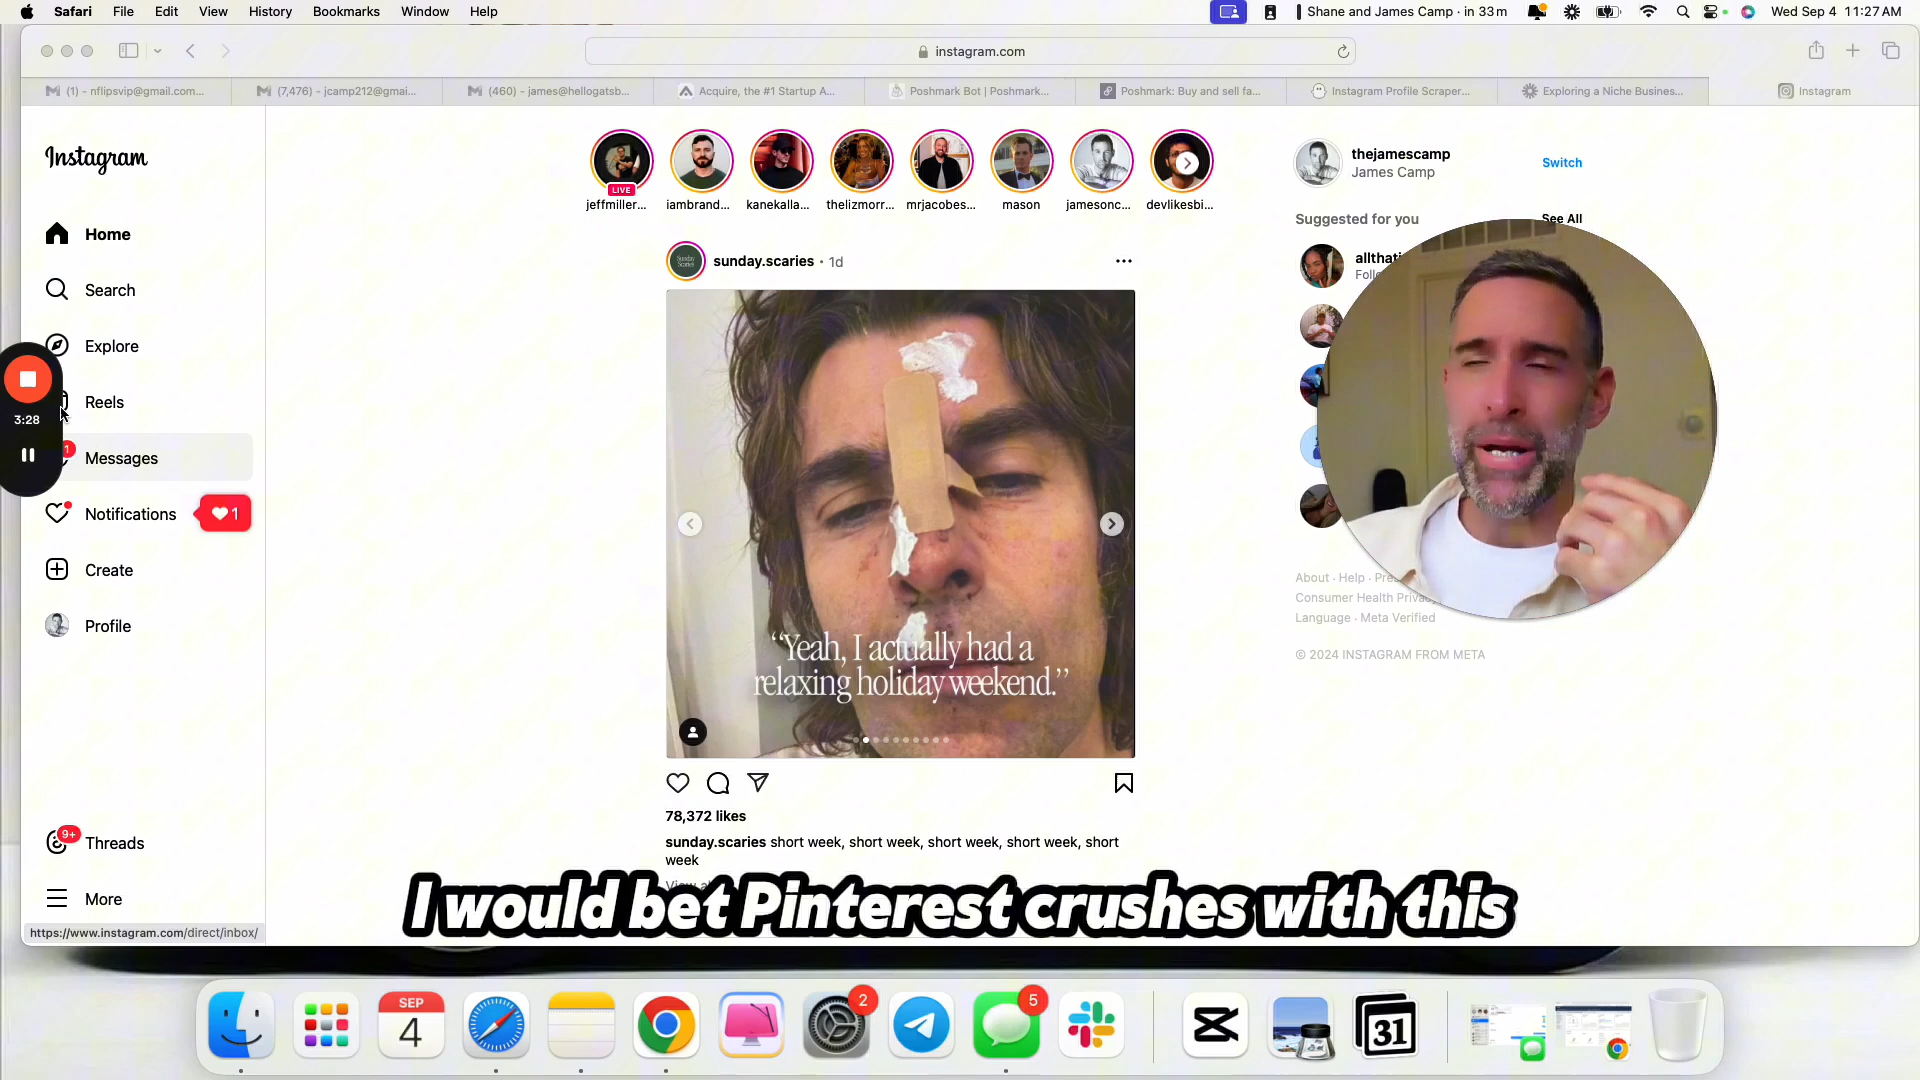 Safari File Edit View History Bookmarks Window Help
Shane and James Camp · in 33 m
Wed Sep 4 11:27 AM
instagram.com
(1) - nflipsvip@gmail.com...
(7,476) - jcamp212@gmai...
(460) - james@hellogatsb...
Acquire, the #1 Startup A...
Poshmark Bot | Poshmark...
Poshmark: Buy and sell fa...
Instagram Profile Scraper...
Exploring a Niche Busines...
Instagram
Instagram
Home
Search
Explore
Reels
3:28
1
Messages
Notifications
1
Create
Profile
9+
Threads
More
https://www.instagram.com/direct/inbox/
LIVE
jeffmiller...
iambrand...
kanekalla...
thelizmorr...
mrjacobes...
mason
jamesonc...
devlikesbi...
sunday.scaries · 1d
Sunday
Scaries
“Yeah, I actually had a
relaxing holiday weekend.”
78,372 likes
sunday.scaries short week, short week, short week, short week, short
week
thejamescamp
James Camp
Switch
Suggested for you
See All
About · Help ·
Consumer Health
Language · Meta Verified
© 2024 INSTAGRAM FROM META
I would bet Pinterest crushes with this
SEP
4
2
5
31